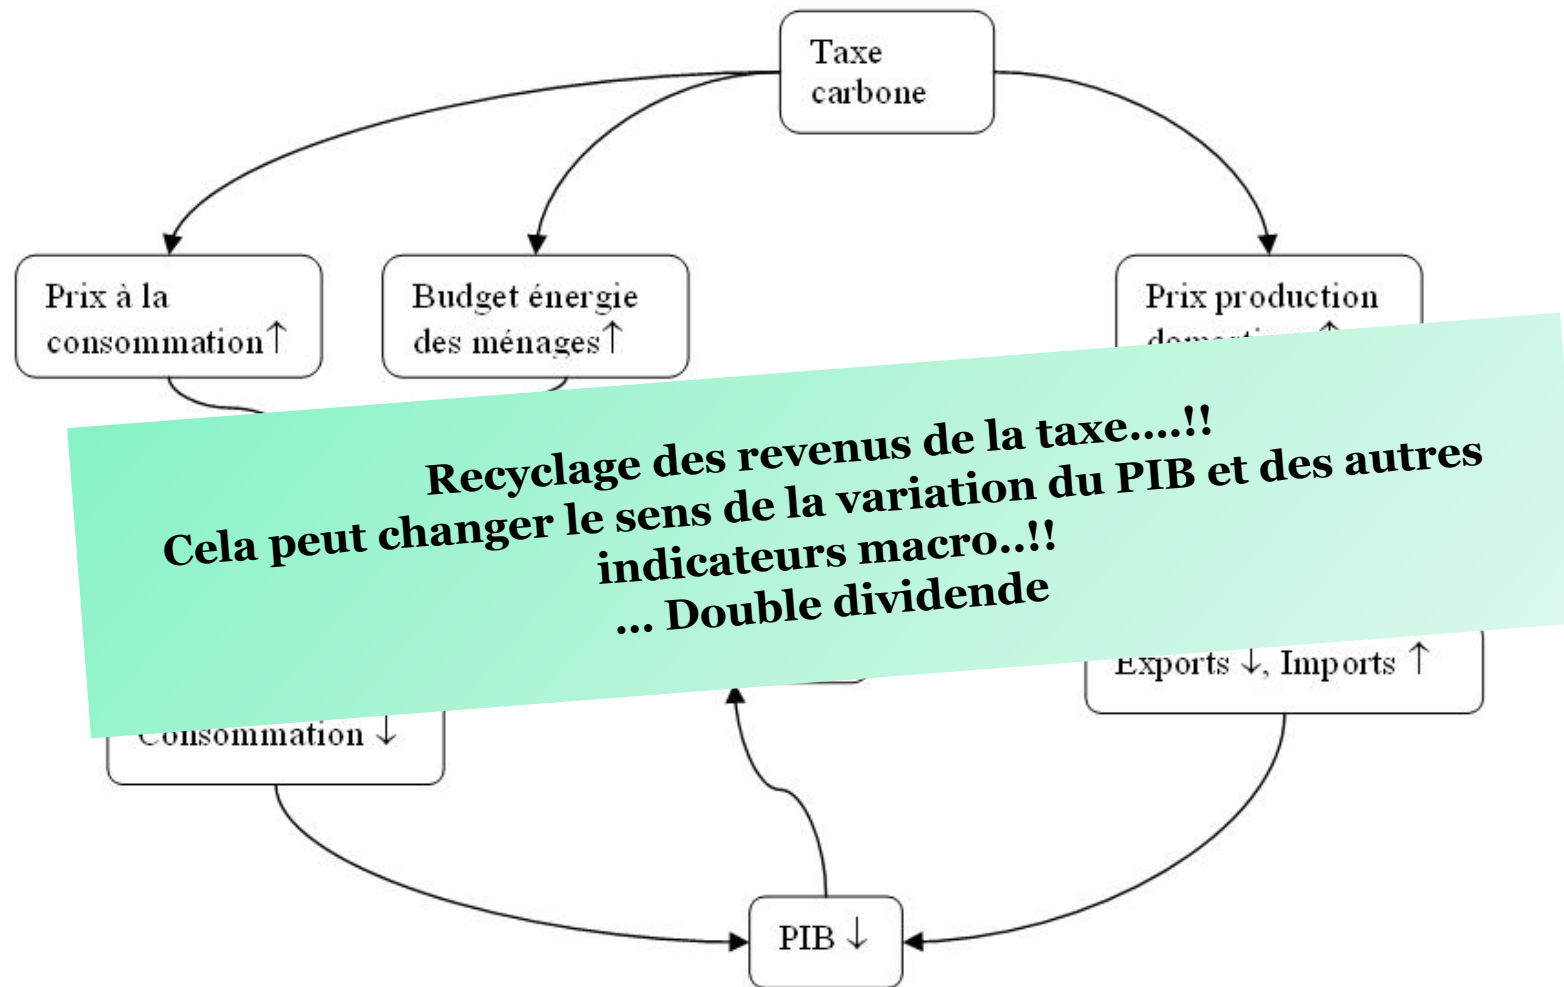 Taxe
carbone
Prix à la
consommation↑
Budget énergie
des ménages↑
Prix production
Recyclage des revenus de la taxe....!!
Cela peut changer le sens de la variation du PIB et des autres
indicateurs macro..!!
... Double dividende
Exports ↓, Imports ↑
Consommation ↓
PIB ↓